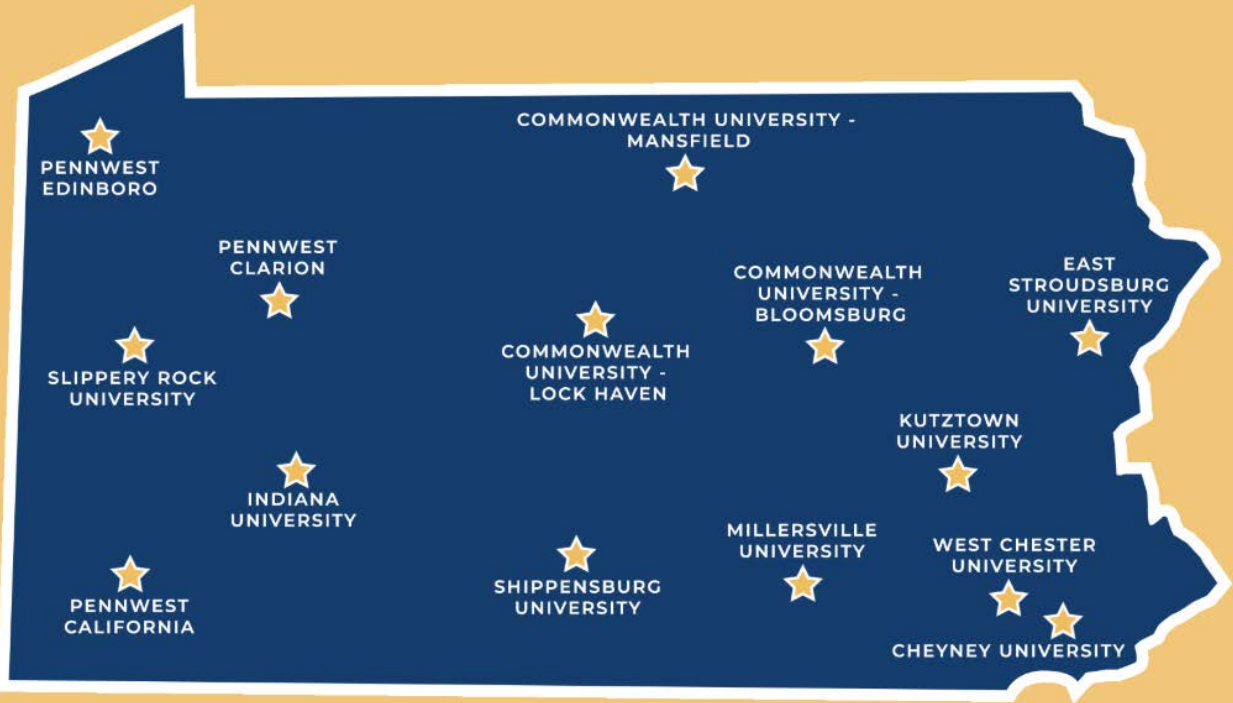 COMMONWEALTH UNIVERSITY -
MANSFIELD
PENNWEST
EDINBORO
PENNWEST
CLARION
COMMONWEALTH
UNIVERSITY -
BLOOMSBURG
EAST
STROUDSBURG
UNIVERSITY
SLIPPERY ROCK
UNIVERSITY
COMMONWEALTH
UNIVERSITY -
LOCK HAVEN
KUTZTOWN
UNIVERSITY
INDIANA
UNIVERSITY
MILLERSVILLE
UNIVERSITY
WEST CHESTER
UNIVERSITY
SHIPPENSBURG
UNIVERSITY
PENNWEST
CALIFORNIA
CHEYNEY UNIVERSITY